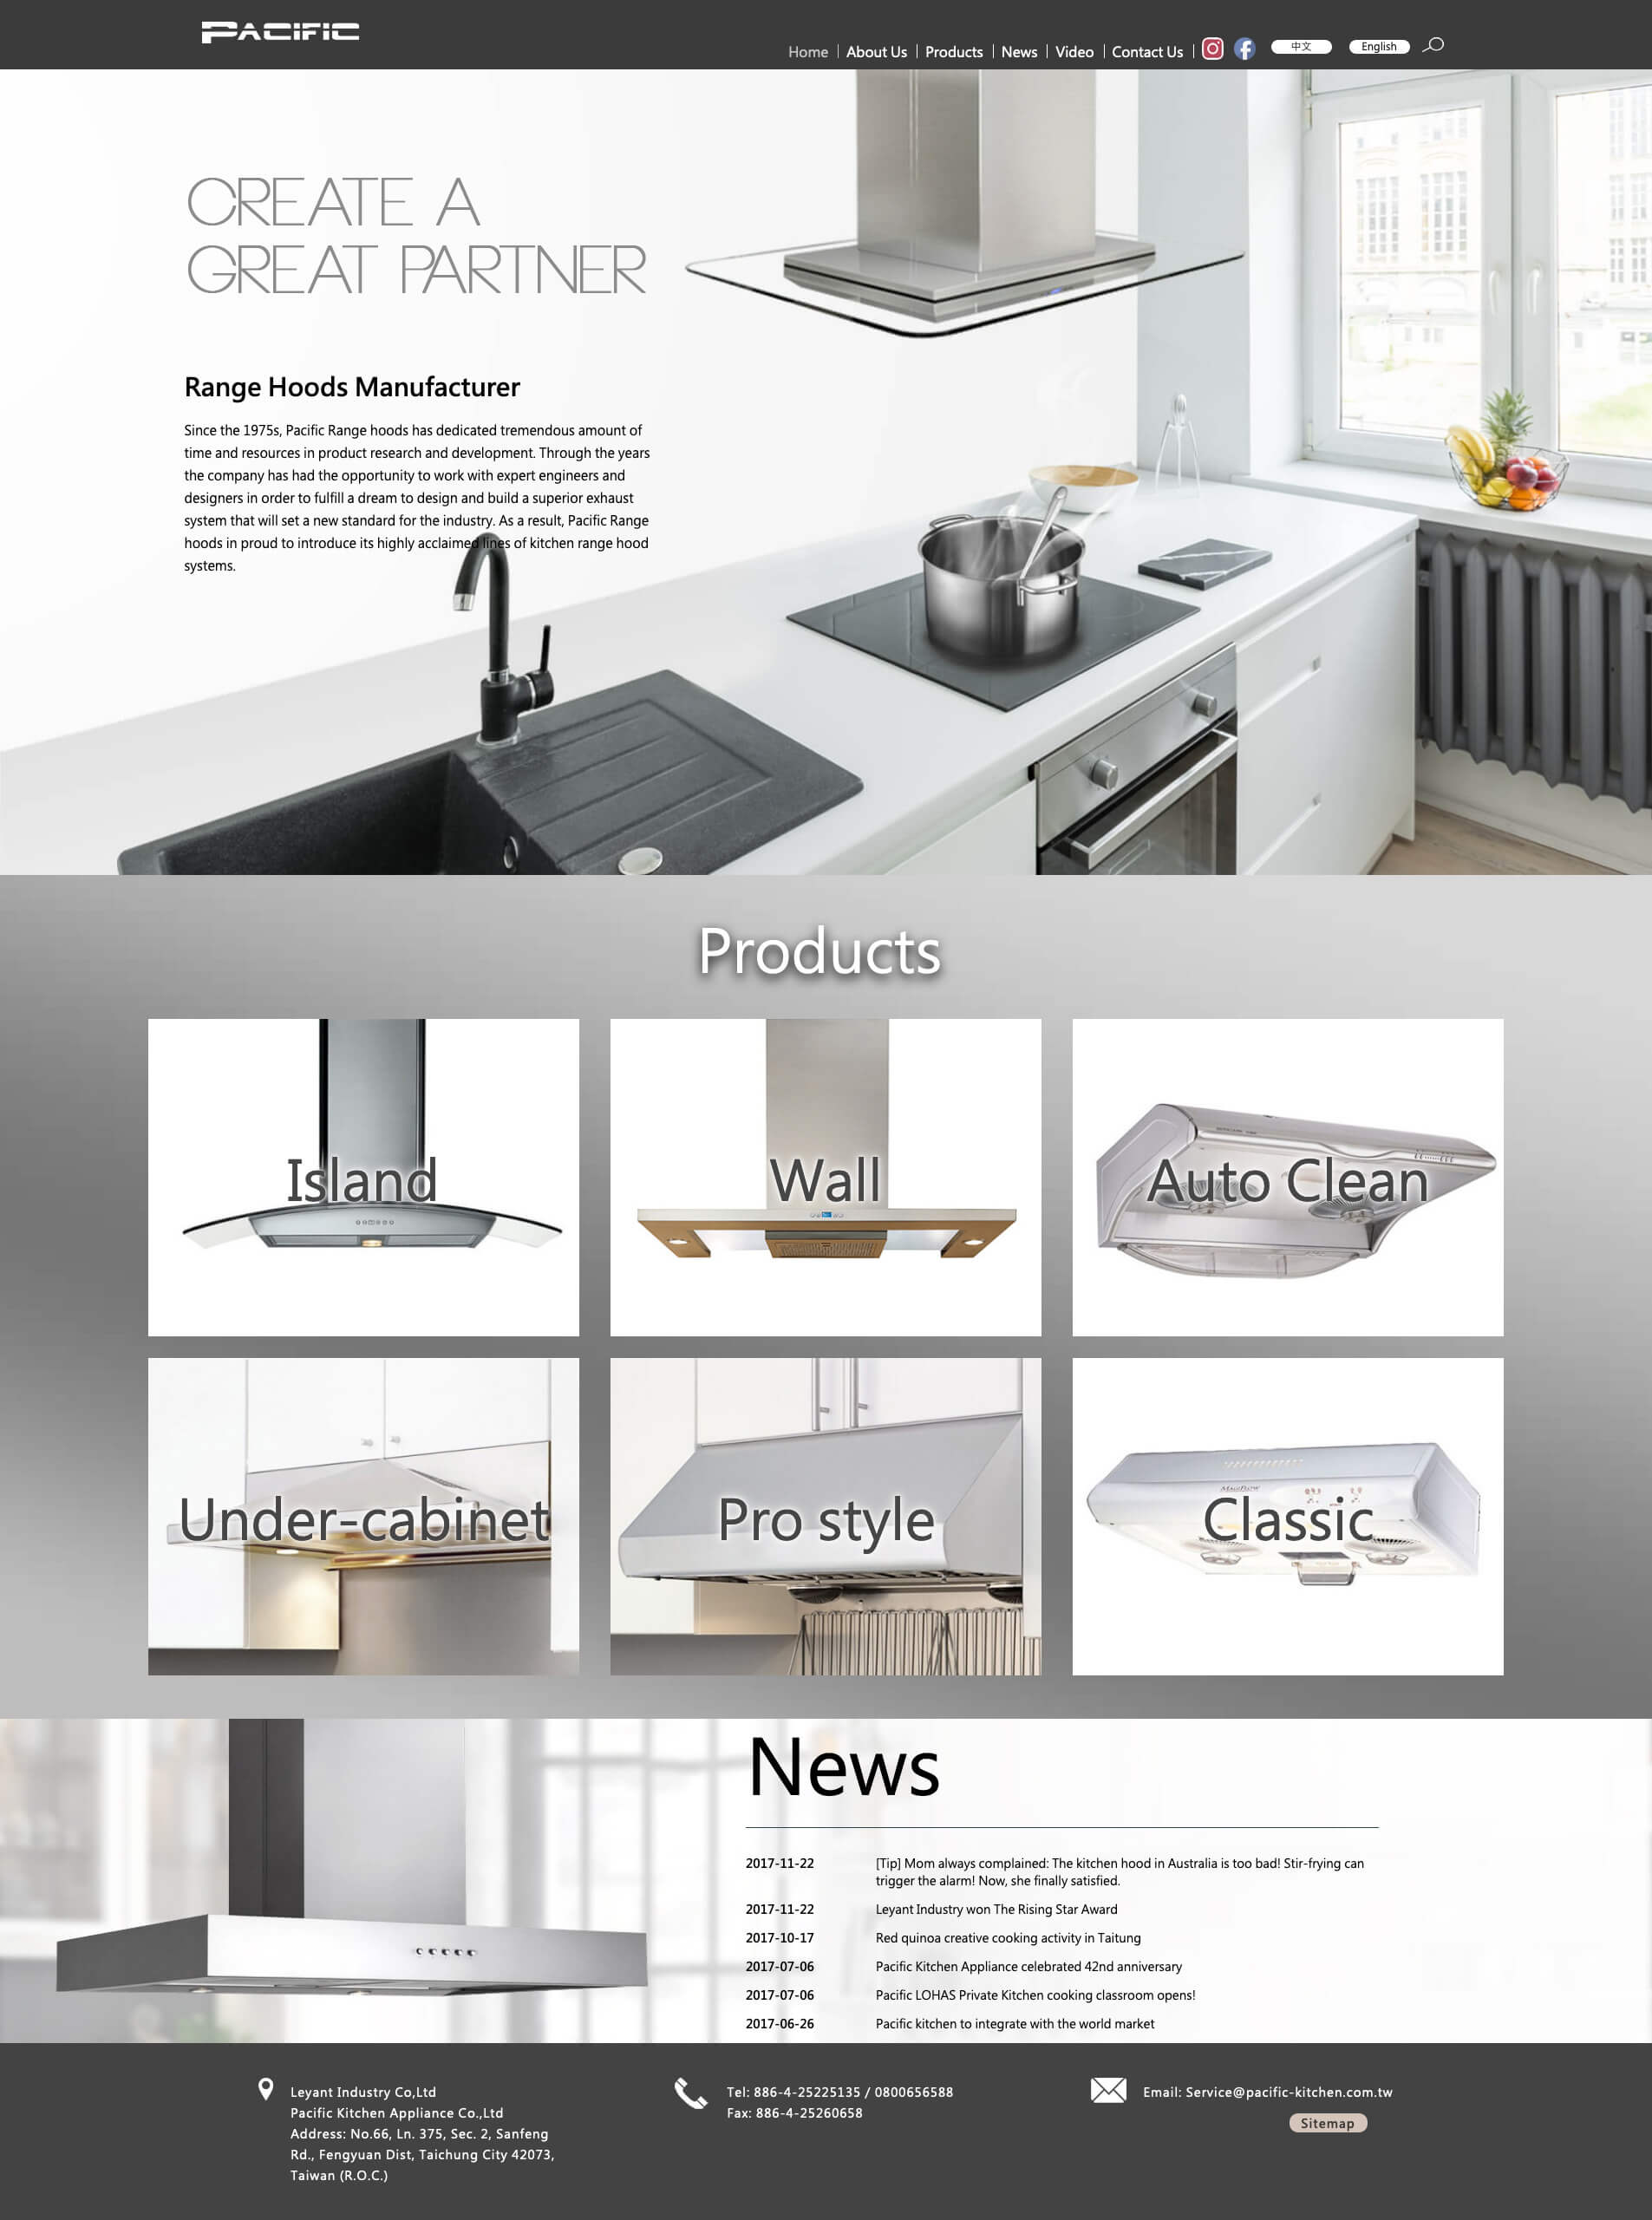 PACIFIC
Home
About Us
Products
News
Video
Contact Us
中文
English
CREATE A
GREAT PARTNER
Range Hoods Manufacturer
Since the 1975s, Pacific Range hoods has dedicated tremendous amount of
time and resources in product research and development. Through the years
the company has had the opportunity to work with expert engineers and
designers in order to fulfill a dream to design and build a superior exhaust
system that will set a new standard for the industry. As a result, Pacific Range
hoods in proud to introduce its highly acclaimed lines of kitchen range hood
systems.
Products
Island
Wall
Auto Clean
Under-cabinet
Pro style
Classic
News
2017-11-22 [Tip] Mom always complained: The kitchen hood in Australia is too bad! Stir-frying can
trigger the alarm! Now, she finally satisfied.
2017-11-22 Leyant Industry won The Rising Star Award
2017-10-17 Red quinoa creative cooking activity in Taitung
2017-07-06 Pacific Kitchen Appliance celebrated 42nd anniversary
2017-07-06 Pacific LOHAS Private Kitchen cooking classroom opens!
2017-06-26 Pacific kitchen to integrate with the world market
Leyant Industry Co,Ltd
Pacific Kitchen Appliance Co.,Ltd
Address: No.66, Ln. 375, Sec. 2, Sanfeng
Rd., Fengyuan Dist, Taichung City 42073,
Taiwan (R.O.C.)
Tel: 886-4-25225135 / 0800656588
Fax: 886-4-25260658
Email: Service@pacific-kitchen.com.tw
Sitemap